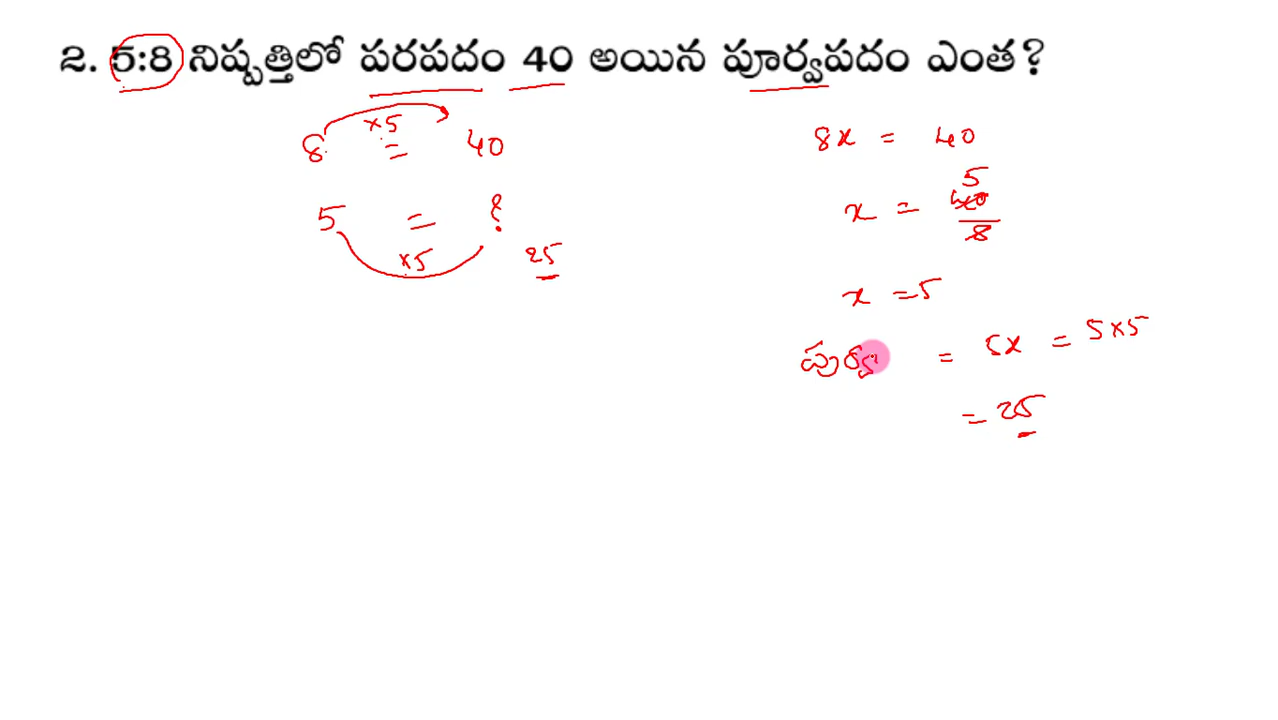 2. 5:8 నిష్పత్తిలో పరపదం 40 అయిన పూర్వపదం ఎంత?
×5
8 = 40
5 = ?
×5 25
8x = 40
x = 40/8 5
x = 5
పుర్వ = 5x = 5×5
= 25